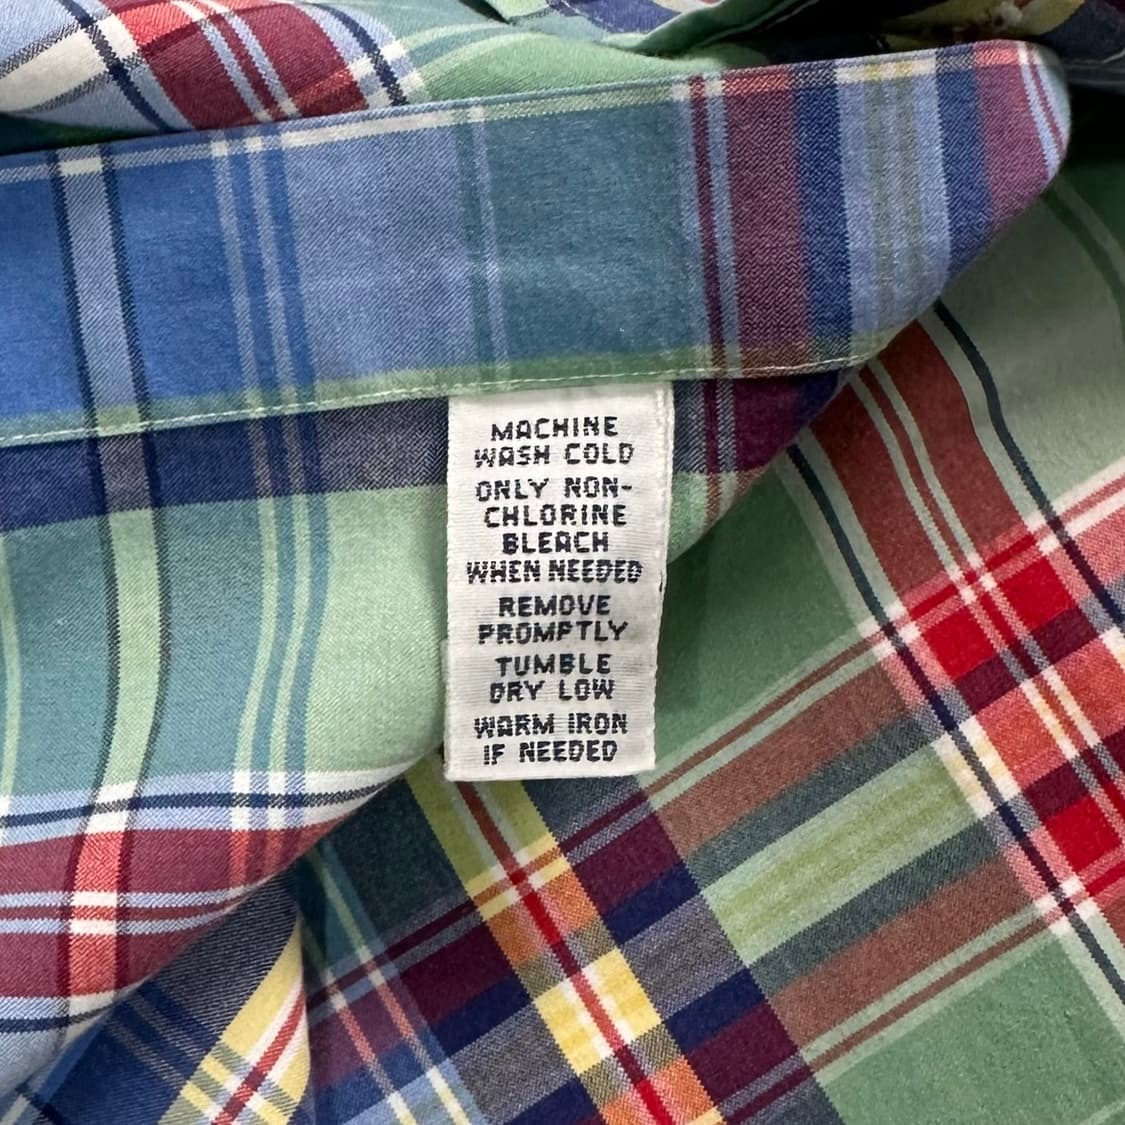 MACHINE
WASH COLD
ONLY NON-
CHLORINE
BLEACH
WHEN NEEDED
REMOVE
PROMPTLY
TUMBLE
DRY LOW
WARM IRON
IF NEEDED